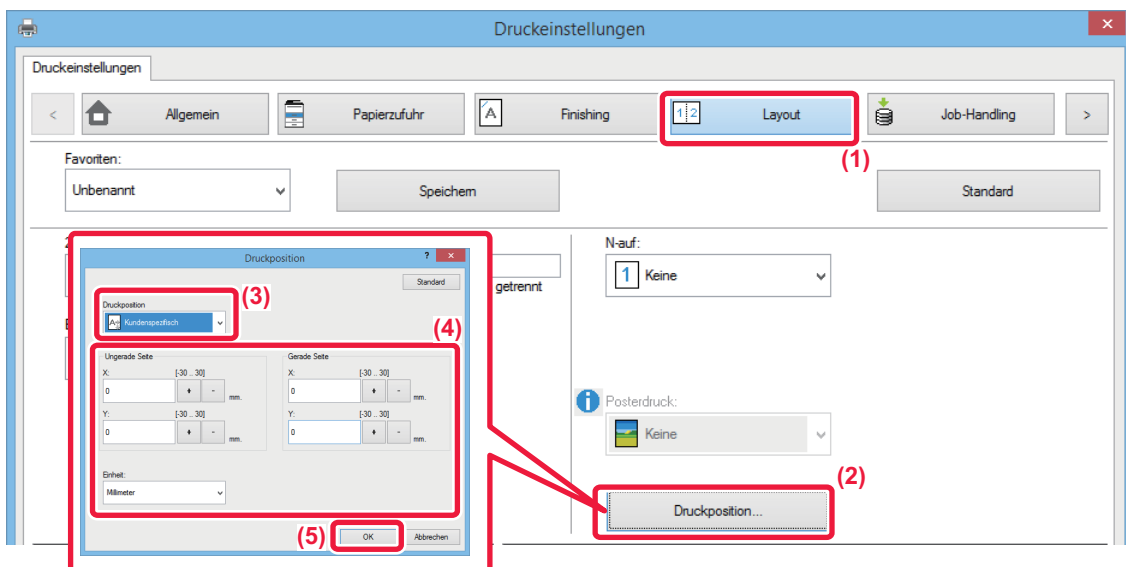 Druckeinstellungen
Druckeinstellungen
< Allgemein Papierzufuhr A Finishing 1 2 Layout Job-Handling >
(1)
Favoriten:
Unbenannt Speichern Standard
N-auf:
1 Keine
getrennt
Posterdruck:
Keine
(2)
Druckposition...
Druckposition ?
Standard
Druckposition
(3)
Kundenspezifisch
(4)
Ungerade Seite
X: [-30 .. 30]
0 + - mm.
Y: [-30 .. 30]
0 + - mm.
Gerade Seite
X: [-30 .. 30]
0 + - mm.
Y: [-30 .. 30]
0 + - mm.
Einheit:
Millimeter
(5) OK Abbrechen